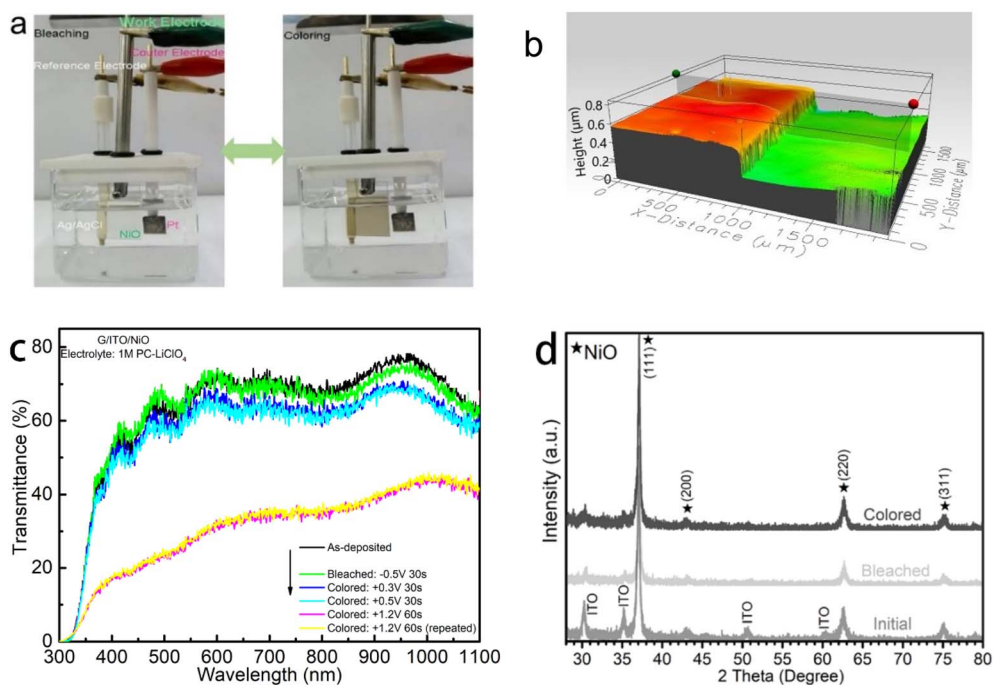 a
Bleaching
Work Electrode
Couter Electrode
Reference Electrode
Ag/AgCl
NiO
Pt
Coloring
b
Height (µm)
0.8
0.6
0.4
0.2
0
0
500
1000
1500
X-Distance (µm)
0
500
1000
1500
Y-Distance (µm)
c
G/ITO/NiO
Electrolyte: 1M PC-LiClO4
Transmittance (%)
80
60
40
20
0
As-deposited
Bleached: -0.5V 30s
Colored: +0.3V 30s
Colored: +0.5V 30s
Colored: +1.2V 60s
Colored: +1.2V 60s (repeated)
300 400 500 600 700 800 900 1000 1100
Wavelength (nm)
d
★NiO
Intensity (a.u.)
★ (111)
★ (200)
★ (220)
★ (311)
Colored
Bleached
ITO
ITO
ITO
ITO
Initial
30 35 40 45 50 55 60 65 70 75 80
2 Theta (Degree)